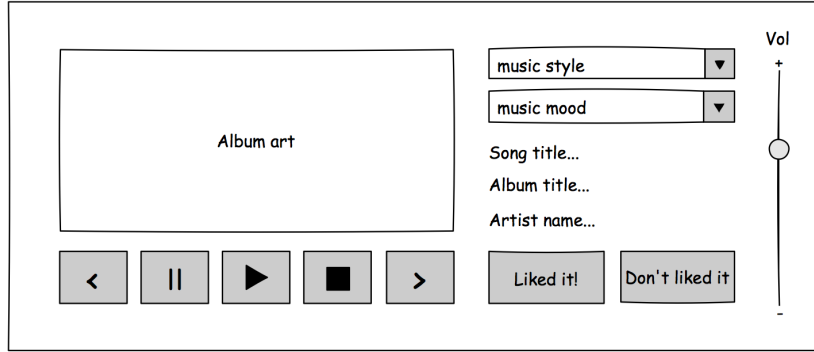 Vol
+
music style
music mood
Album art
Song title...
Album title...
Artist name...
<
>
Liked it!
Don't liked it
-